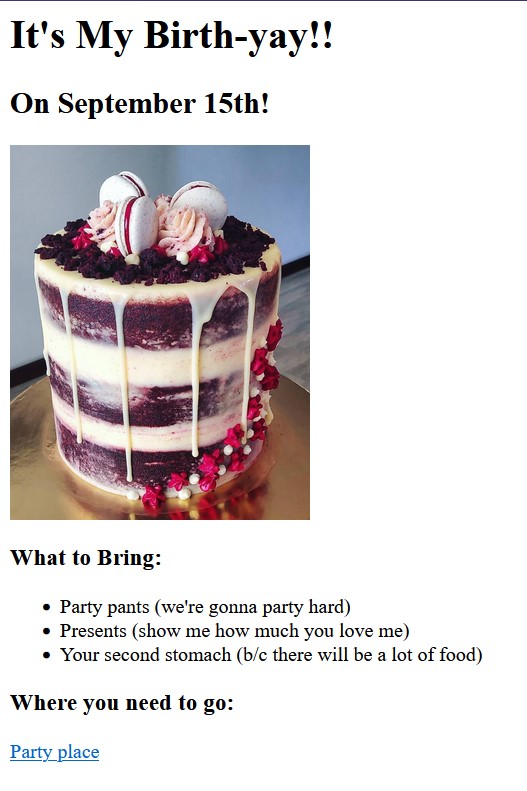 It's My Birth-yay!!
On September 15th!
What to Bring:
Party pants (we're gonna party hard)
Presents (show me how much you love me)
Your second stomach (b/c there will be a lot of food)
Where you need to go:
Party place